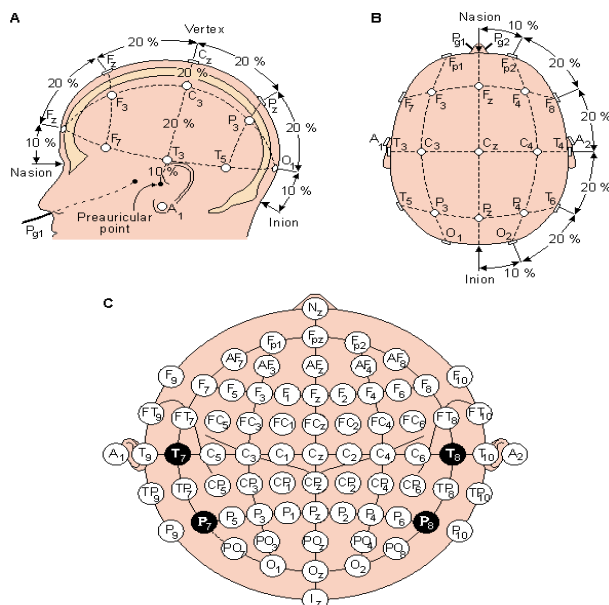 A
Vertex
20 %
20 %
Cz
Fz
20 %
20 %
20 %
C3
F3
Pz
P3
Fz
20 %
10 %
F7
T3
T5
O1
10 %
Nasion
10 %
A1
Preauricular
point
Inion
Pg1
B
Nasion
10 %
Pg1
Pg2
Fp1
Fp2
20 %
F7
F3
Fz
F4
F8
20 %
A1
T3
C3
Cz
C4
T4
A2
20 %
T5
P3
Pz
P4
T6
O1
O2
20 %
Inion
10 %
C
Nz
Fp1 Fpz Fp2
AF7 AF3 AFz AF4 AF8
F9 F7 F5 F3 F1 Fz F2 F4 F6 F8 F10
FT9 FT7 FC5 FC3 FC1 FCz FC2 FC4 FC6 FT8 FT10
A1 T9 T7 C5 C3 C1 Cz C2 C4 C6 T8 T10 A2
TP9 TP7 CP5 CP3 CP1 CPz CP2 CP4 CP6 TP8 TP10
P9 P7 P5 P3 P1 Pz P2 P4 P6 P8 P10
PO7 PO3 POz PO4 PO8
O1 Oz O2
Iz